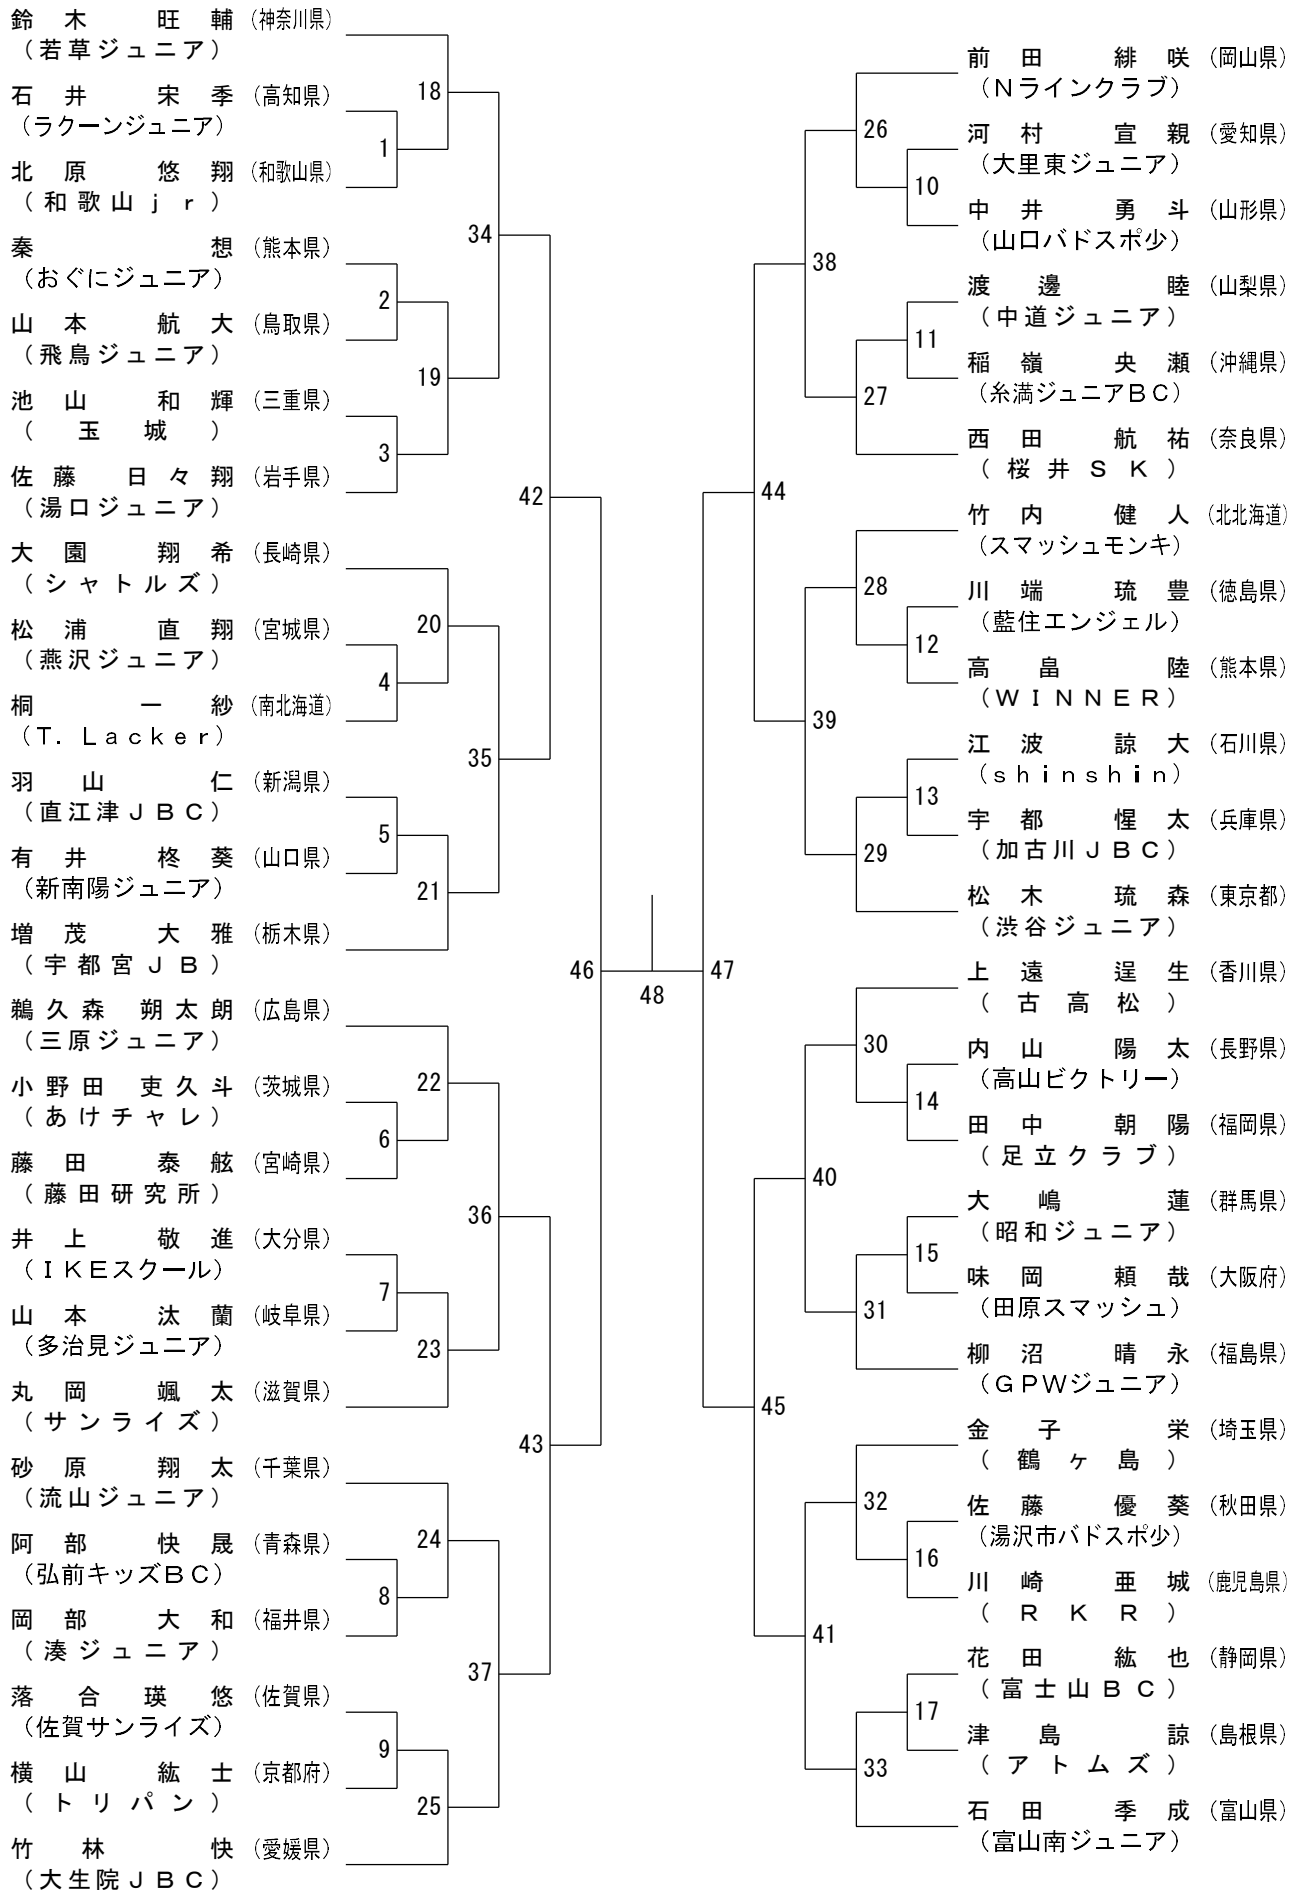 鈴木 旺輔 (神奈川県)
(若草ジュニア)
石井 宋季 (高知県)
(ラクーンジュニア)
北原 悠翔 (和歌山県)
(和歌山ｊｒ)
秦 想 (熊本県)
(おぐにジュニア)
山本 航大 (鳥取県)
(飛鳥ジュニア)
池山 和輝 (三重県)
(玉城)
佐藤 日々翔 (岩手県)
(湯口ジュニア)
大園 翔希 (長崎県)
(シャトルズ)
松浦 直翔 (宮城県)
(燕沢ジュニア)
桐 一紗 (南北海道)
(Ｔ．Ｌａｃｋｅｒ)
羽山 仁 (新潟県)
(直江津ＪＢＣ)
有井 柊葵 (山口県)
(新南陽ジュニア)
増茂 大雅 (栃木県)
(宇都宮ＪＢ)
鵜久森 朔太朗 (広島県)
(三原ジュニア)
小野田 吏久斗 (茨城県)
(あけチャレ)
藤田 泰舷 (宮崎県)
(藤田研究所)
井上 敬進 (大分県)
(ＩＫＥスクール)
山本 汰蘭 (岐阜県)
(多治見ジュニア)
丸岡 颯太 (滋賀県)
(サンライズ)
砂原 翔太 (千葉県)
(流山ジュニア)
阿部 快晟 (青森県)
(弘前キッズＢＣ)
岡部 大和 (福井県)
(湊ジュニア)
落合 瑛悠 (佐賀県)
(佐賀サンライズ)
横山 紘士 (京都府)
(トリパン)
竹林 快 (愛媛県)
(大生院ＪＢＣ)
1
2
3
4
5
6
7
8
9
18
19
20
21
22
23
24
25
34
35
36
37
42
43
46
48
47
44
45
38
39
40
41
26
27
28
29
30
31
32
33
10
11
12
13
14
15
16
17
前田 緋咲 (岡山県)
(Ｎラインクラブ)
河村 宣親 (愛知県)
(大里東ジュニア)
中井 勇斗 (山形県)
(山口バドスポ少)
渡邊 睦 (山梨県)
(中道ジュニア)
稲嶺 央瀬 (沖縄県)
(糸満ジュニアＢＣ)
西田 航祐 (奈良県)
(桜井ＳＫ)
竹内 健人 (北北海道)
(スマッシュモンキ)
川端 琉豊 (徳島県)
(藍住エンジェル)
高畠 陸 (熊本県)
(ＷＩＮＮＥＲ)
江波 諒大 (石川県)
(ｓｈｉｎｓｈｉｎ)
宇都 惺太 (兵庫県)
(加古川ＪＢＣ)
松木 琉森 (東京都)
(渋谷ジュニア)
上遠 逞生 (香川県)
(古高松)
内山 陽太 (長野県)
(高山ビクトリー)
田中 朝陽 (福岡県)
(足立クラブ)
大嶋 蓮 (群馬県)
(昭和ジュニア)
味岡 頼哉 (大阪府)
(田原スマッシュ)
柳沼 晴永 (福島県)
(ＧＰＷジュニア)
金子 栄 (埼玉県)
(鶴ヶ島)
佐藤 優葵 (秋田県)
(湯沢市バドスポ少)
川崎 亜城 (鹿児島県)
(ＲＫＲ)
花田 紘也 (静岡県)
(富士山ＢＣ)
津島 諒 (島根県)
(アトムズ)
石田 季成 (富山県)
(富山南ジュニア)